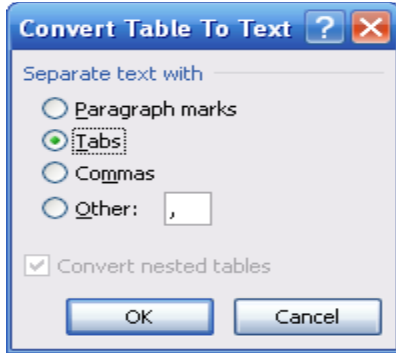 Convert Table To Text
Separate text with
Paragraph marks
Tabs
Commas
Other: ,
Convert nested tables
OK Cancel